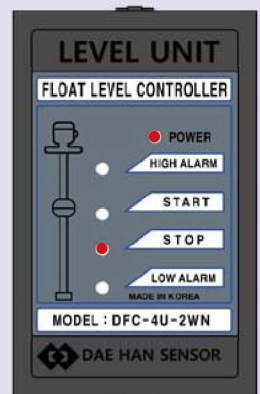 LEVEL UNIT
FLOAT LEVEL CONTROLLER
POWER
HIGH ALARM
START
STOP
LOW ALARM
MADE IN KOREA
MODEL : DFC-4U-2WN
DAE HAN SENSOR